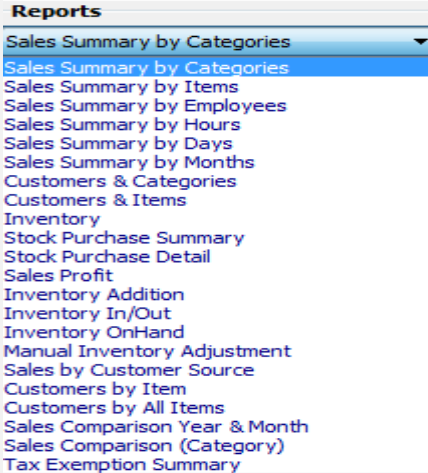 Reports
Sales Summary by Categories
Sales Summary by Categories
Sales Summary by Items
Sales Summary by Employees
Sales Summary by Hours
Sales Summary by Days
Sales Summary by Months
Customers & Categories
Customers & Items
Inventory
Stock Purchase Summary
Stock Purchase Detail
Sales Profit
Inventory Addition
Inventory In/Out
Inventory OnHand
Manual Inventory Adjustment
Sales by Customer Source
Customers by Item
Customers by All Items
Sales Comparison Year & Month
Sales Comparison (Category)
Tax Exemption Summary